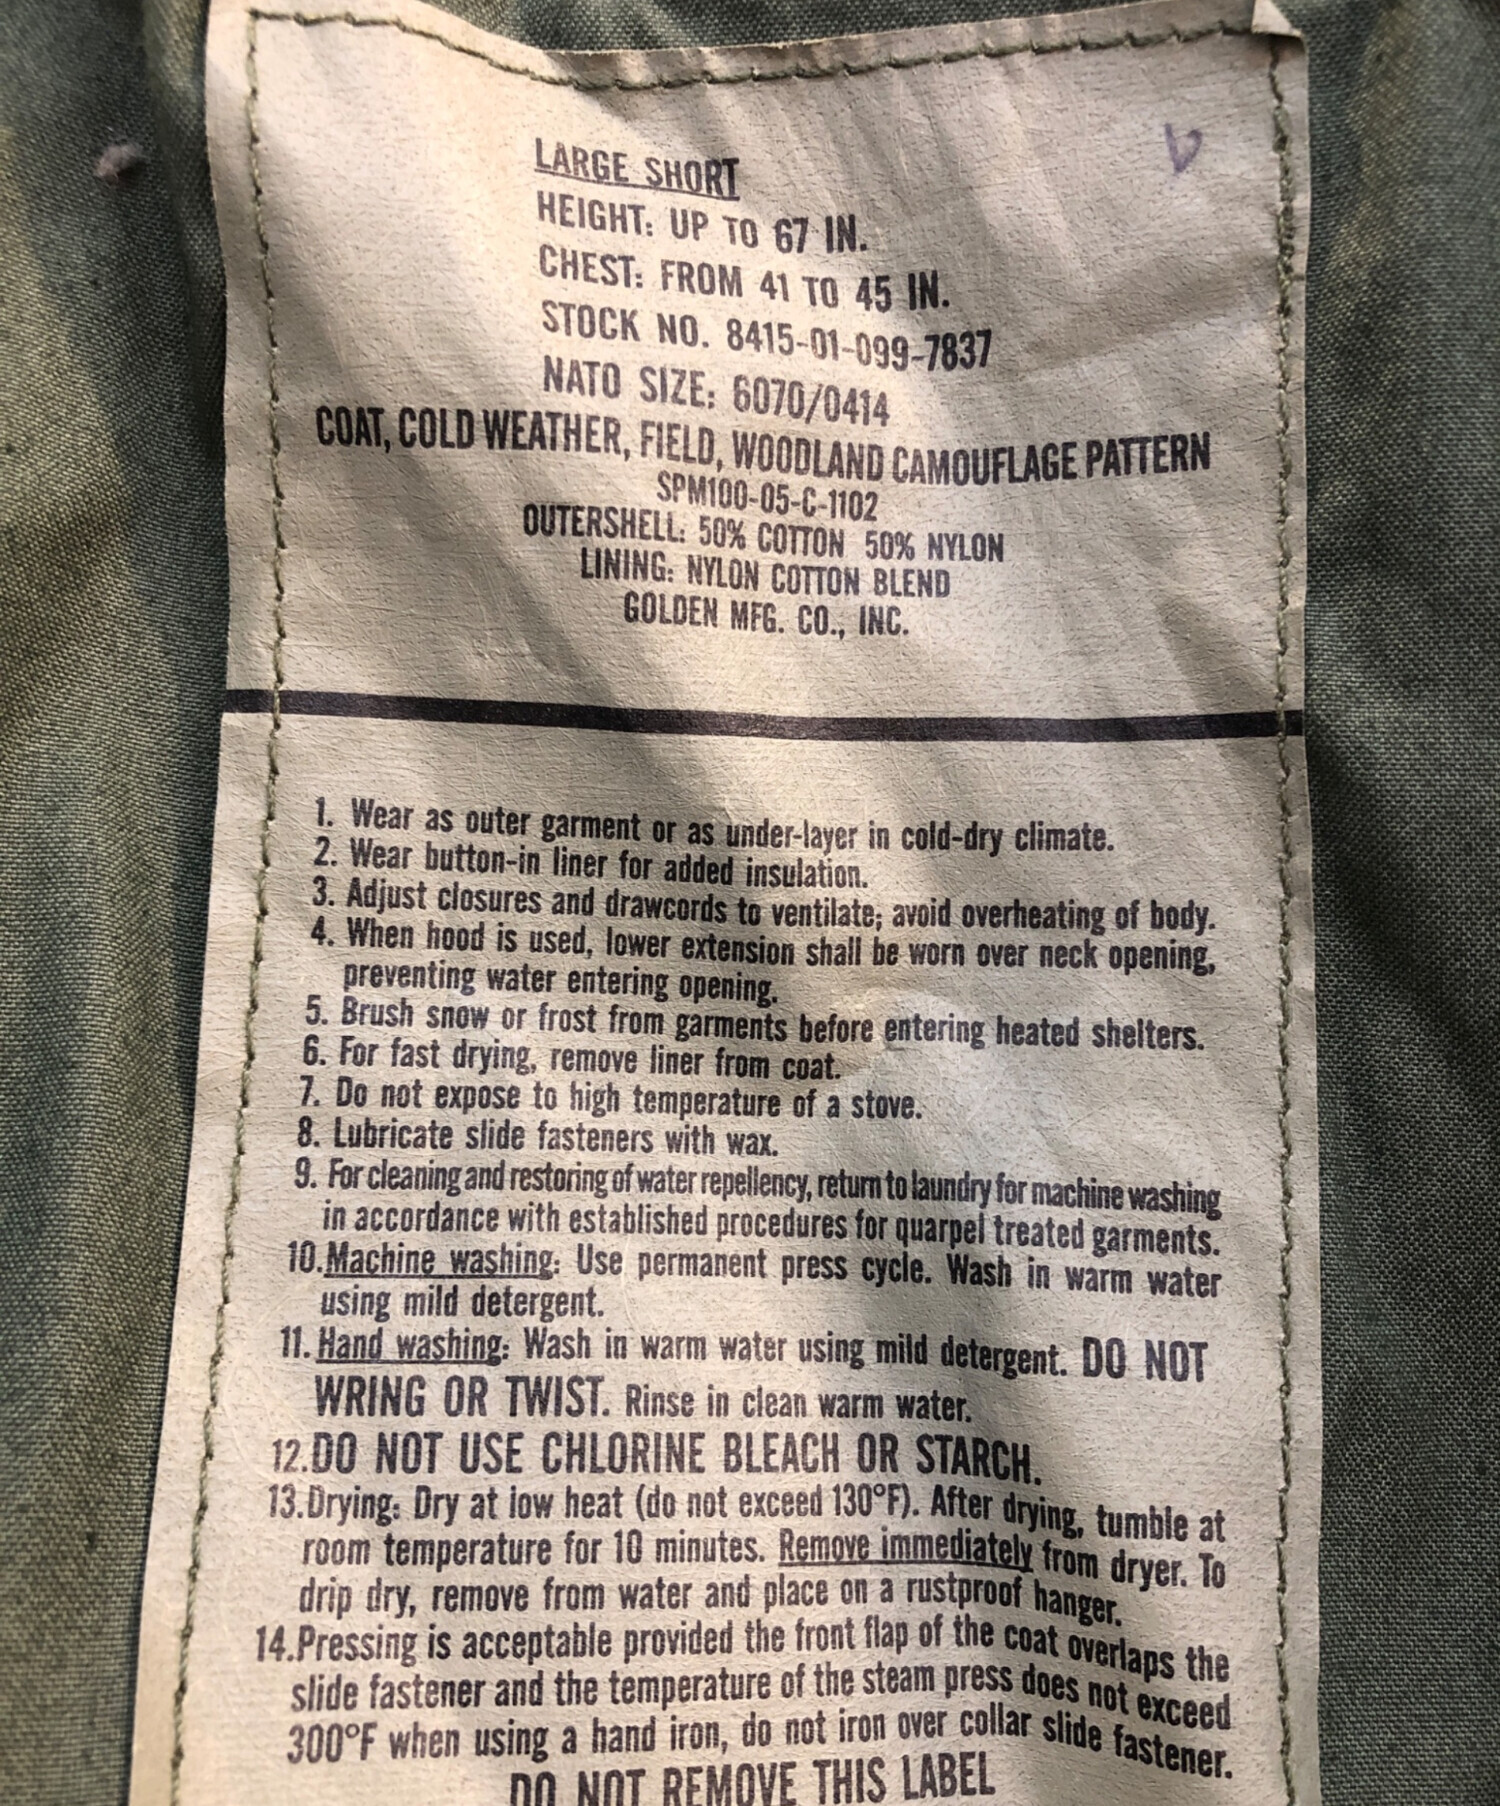 LARGE SHORT
HEIGHT: UP TO 67 IN.
CHEST: FROM 41 TO 45 IN.
STOCK NO. 8415-01-099-7837
NATO SIZE: 6070/0414
COAT, COLD WEATHER, FIELD, WOODLAND CAMOUFLAGE PATTERN
SPM100-05-C-1102
OUTERSHELL: 50% COTTON 50% NYLON
LINING: NYLON COTTON BLEND
GOLDEN MFG. CO., INC.
1. Wear as outer garment or as under-layer in cold-dry climate.
2. Wear button-in liner for added insulation.
3. Adjust closures and drawcords to ventilate; avoid overheating of body.
4. When hood is used, lower extension shall be worn over neck opening,
preventing water entering opening.
5. Brush snow or frost from garments before entering heated shelters.
6. For fast drying, remove liner from coat.
7. Do not expose to high temperature of a stove.
8. Lubricate slide fasteners with wax.
9. For cleaning and restoring of water repellency, return to laundry for machine washing
in accordance with established procedures for quarpel treated garments.
10.Machine washing: Use permanent press cycle. Wash in warm water
using mild detergent.
11. Hand washing: Wash in warm water using mild detergent. DO NOT
WRING OR TWIST. Rinse in clean warm water.
12.DO NOT USE CHLORINE BLEACH OR STARCH.
13.Drying: Dry at low heat (do not exceed 130°F). After drying, tumble at
room temperature for 10 minutes. Remove immediately from dryer. To
drip dry, remove from water and place on a rustproof hanger.
14.Pressing is acceptable provided the front flap of the coat overlaps the
slide fastener and the temperature of the steam press does not exceed
300°F when using a hand iron, do not iron over collar slide fastener.
DO NOT REMOVE THIS LABEL